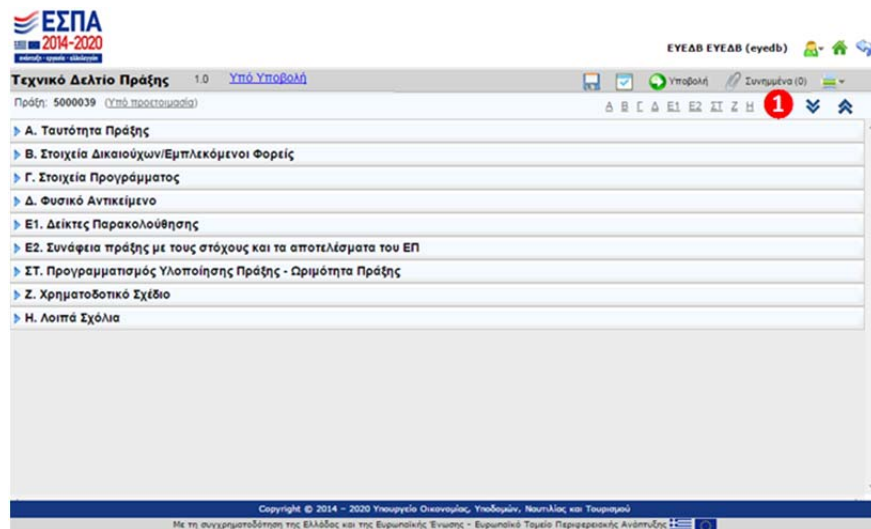 ΕΣΠΑ
2014-2020
ανάπτυξη - εργασία - αλληλεγγύη
ΕΥΕΔΒ ΕΥΕΔΒ (eyedb)
Τεχνικό Δελτίο Πράξης 1.0 Υπό Υποβολή Υποβολή Συνημμένα (0)
Πράξη: 5000039 (Υπό προετοιμασία) Α Β Γ Δ Ε1 Ε2 ΣΤ Ζ Η 1
Α. Ταυτότητα Πράξης
Β. Στοιχεία Δικαιούχων/Εμπλεκόμενοι Φορείς
Γ. Στοιχεία Προγράμματος
Δ. Φυσικό Αντικείμενο
Ε1. Δείκτες Παρακολούθησης
Ε2. Συνάφεια πράξης με τους στόχους και τα αποτελέσματα του ΕΠ
ΣΤ. Προγραμματισμός Υλοποίησης Πράξης - Ωριμότητα Πράξης
Ζ. Χρηματοδοτικό Σχέδιο
Η. Λοιπά Σχόλια
Copyright © 2014 - 2020 Υπουργείο Οικονομίας, Υποδομών, Ναυτιλίας και Τουρισμού
Με τη συγχρηματοδότηση της Ελλάδας και της Ευρωπαϊκής Ένωσης - Ευρωπαϊκό Ταμείο Περιφερειακής Ανάπτυξης